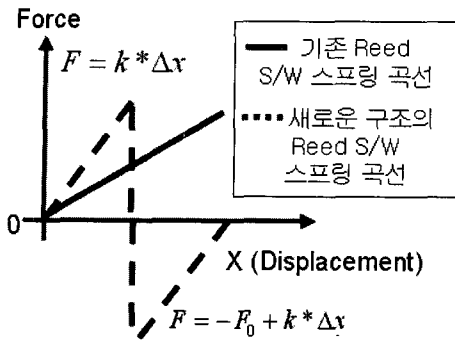 Force
F = k * Δx
기존 Reed
S/W 스프링 곡선
새로운 구조의
Reed S/W
스프링 곡선
0
X (Displacement)
F = -F₀ + k * Δx